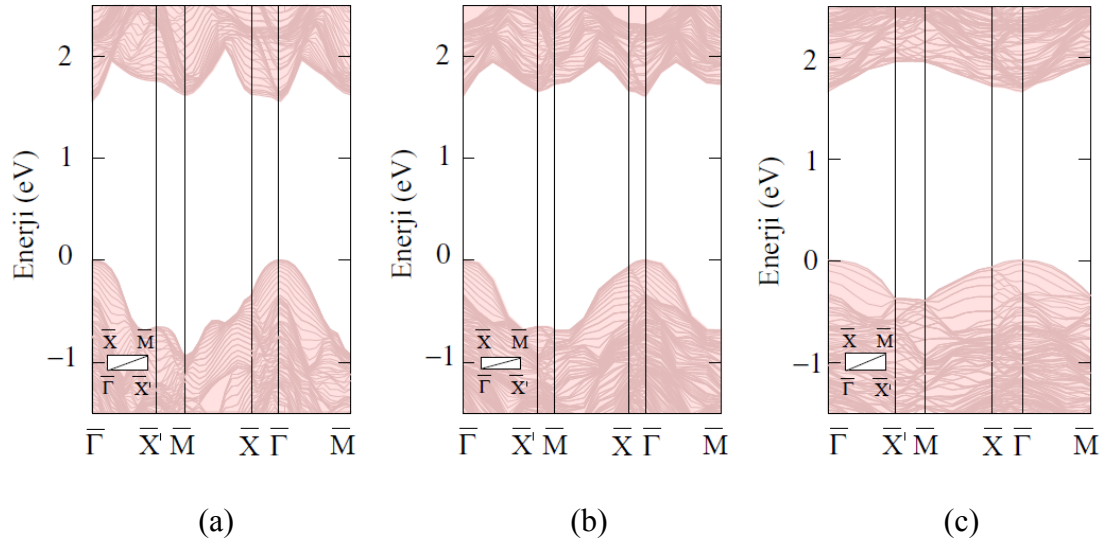 Enerji (eV)
2
1
0
−1
X̅ M̅
Γ̅ X̅'
Γ̅ X̅' M̅ X̅ Γ̅ M̅
(a)
Enerji (eV)
2
1
0
−1
X̅ M̅
Γ̅ X̅'
Γ̅ X̅' M̅ X̅ Γ̅ M̅
(b)
Enerji (eV)
2
1
0
−1
X̅ M̅
Γ̅ X̅'
Γ̅ X̅' M̅ X̅ Γ̅ M̅
(c)